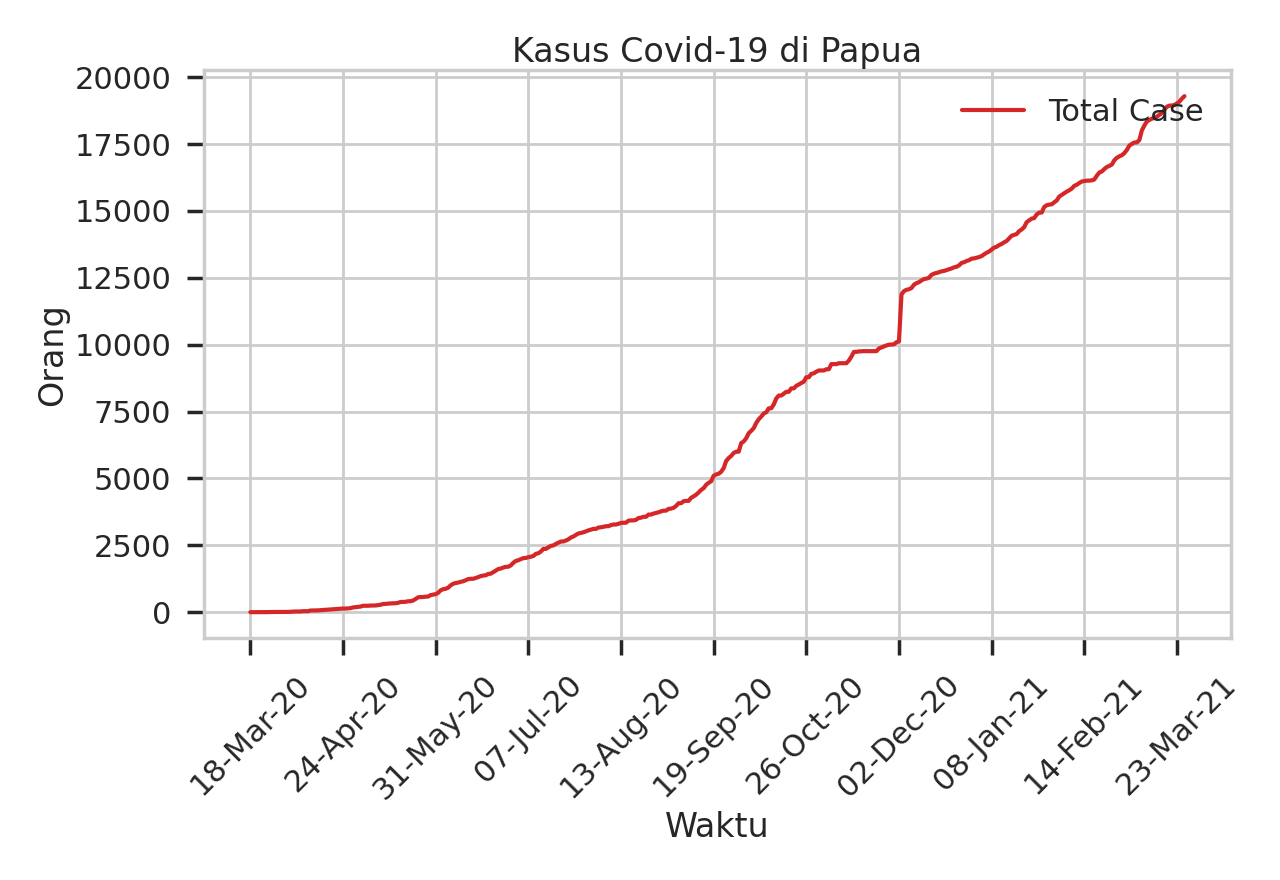 Kasus Covid-19 di Papua
Total Case
20000
17500
15000
12500
10000
7500
5000
2500
0
Orang
18-Mar-20
24-Apr-20
31-May-20
07-Jul-20
13-Aug-20
19-Sep-20
26-Oct-20
02-Dec-20
08-Jan-21
14-Feb-21
23-Mar-21
Waktu